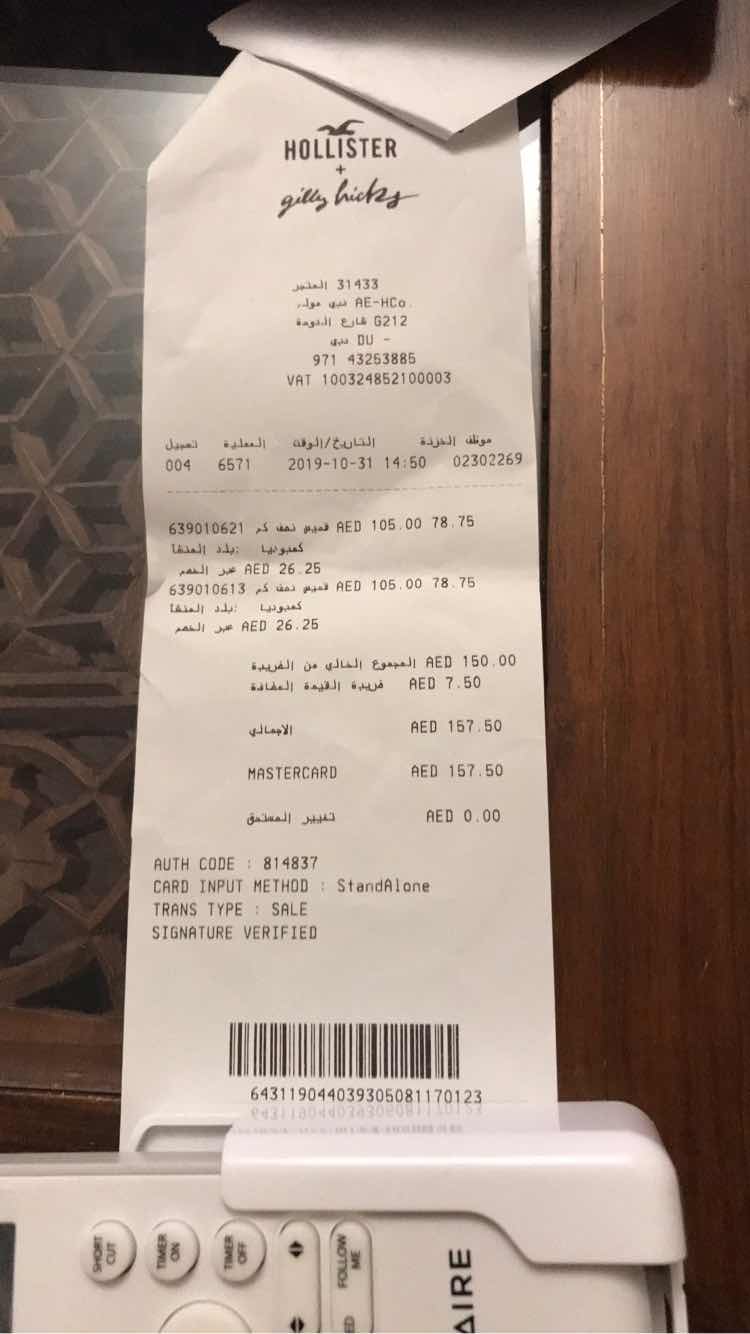 HOLLISTER
+
gilly hicks
المتجر 31433
دبي مول AE-HCo.
شارع الدوحة G212
دبي DU -
971 43253885
VAT 100324852100003
تسجيل العملية التاريخ/الوقت موظف الخزنة
004 6571 2019-10-31 14:50 02302269
639010621 قميص نصف كم AED 105.00 78.75
بلد المنشأ: كمبوديا
عبر الخصم AED 26.25
639010613 قميص نصف كم AED 105.00 78.75
بلد المنشأ: كمبوديا
عبر الخصم AED 26.25
المجموع الخالي من الضريبة AED 150.00
ضريبة القيمة المضافة AED 7.50
الاجمالي AED 157.50
MASTERCARD AED 157.50
تغيير المستحق AED 0.00
AUTH CODE : 814837
CARD INPUT METHOD : StandAlone
TRANS TYPE : SALE
SIGNATURE VERIFIED
643119044039305081170123
SHORT CUT
TIMER ON
TIMER OFF
FOLLOW ME
AIRE